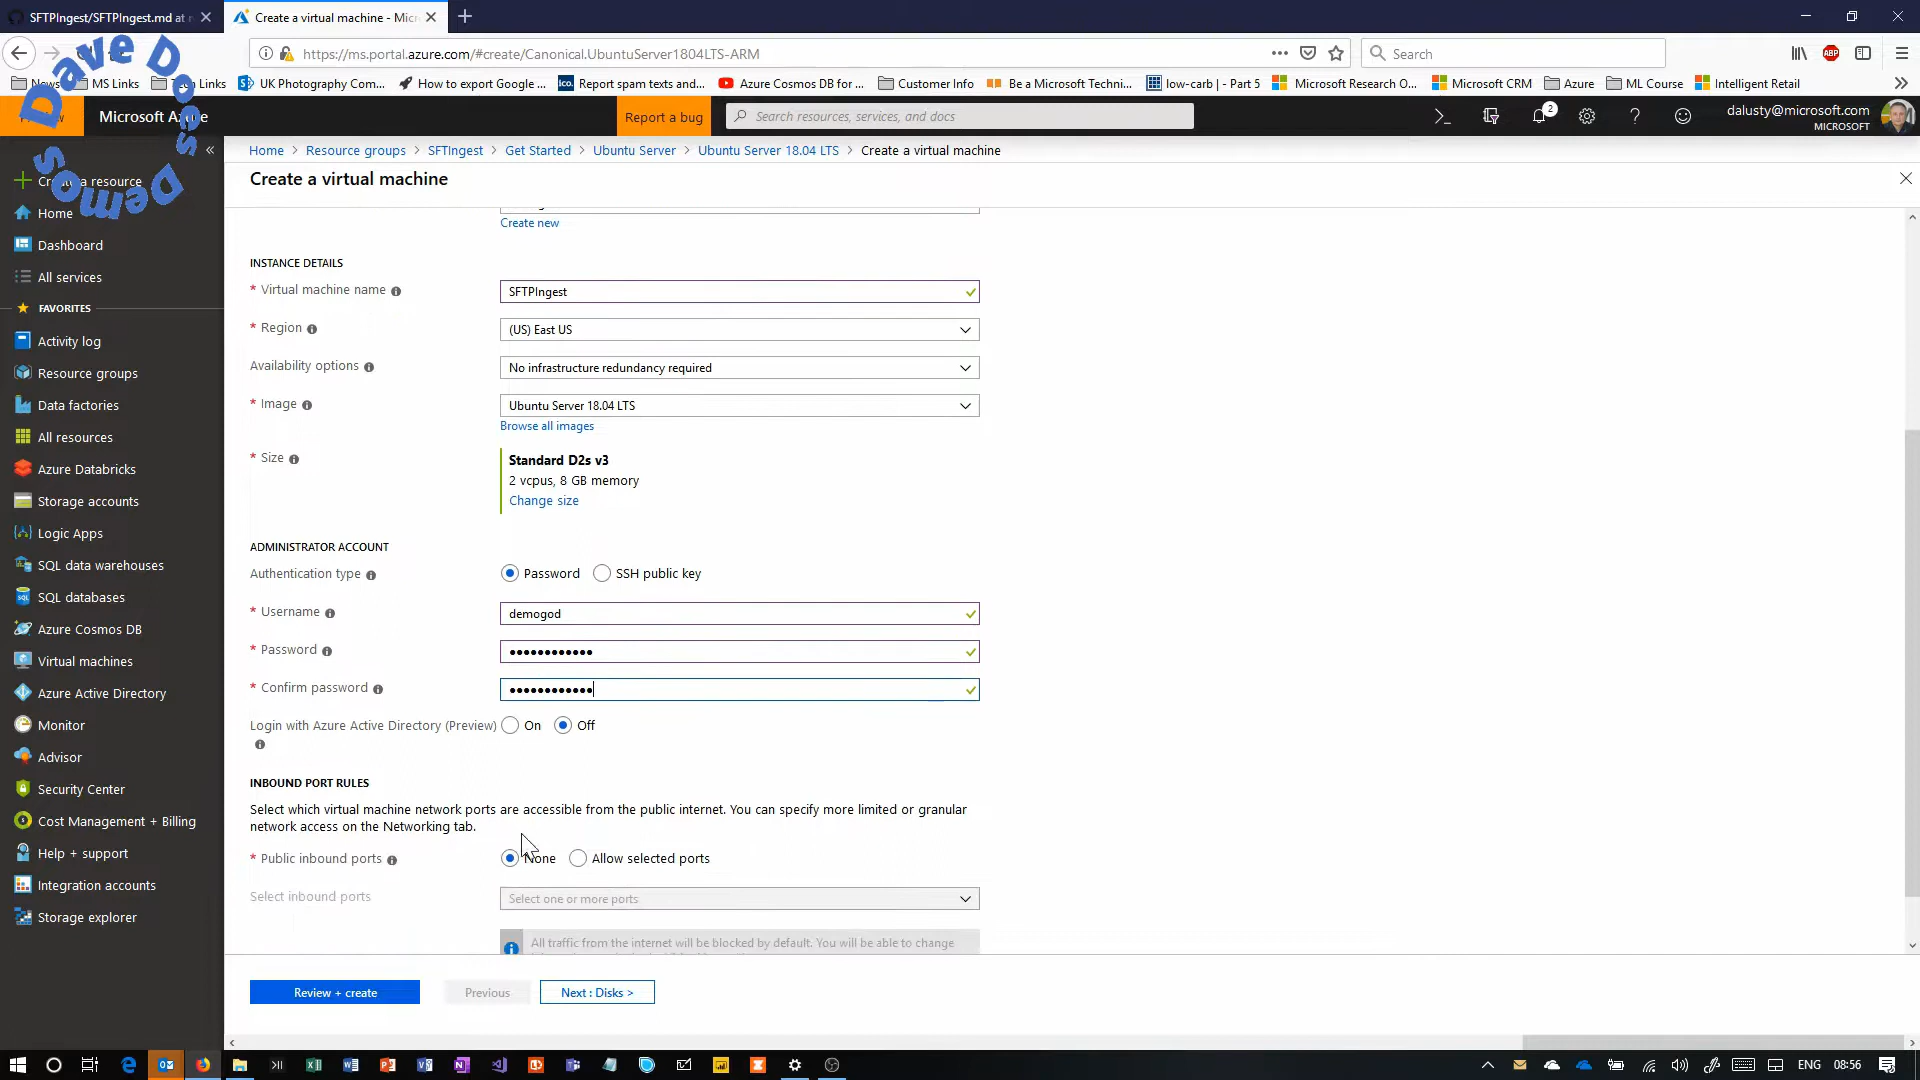 SFTPIngest/SFTPIngest.md at
Create a virtual machine - Mic
https://ms.portal.azure.com/#create/Canonical.UbuntuServer1804LTS-ARM
Search
News
MS Links
Tech Links
UK Photography Com...
How to export Google ...
Report spam texts and...
Azure Cosmos DB for ...
Customer Info
Be a Microsoft Techni...
low-carb | - Part 5
Microsoft Research O...
Microsoft CRM
Azure
ML Course
Intelligent Retail
Dave Does Demos
Microsoft Azure
Report a bug
Search resources, services, and docs
2
dalusty@microsoft.com
MICROSOFT
Home > Resource groups > SFTIngest > Get Started > Ubuntu Server > Ubuntu Server 18.04 LTS > Create a virtual machine
Create a virtual machine
Create a resource
Home
Dashboard
All services
FAVORITES
Activity log
Resource groups
Data factories
All resources
Azure Databricks
Storage accounts
Logic Apps
SQL data warehouses
SQL databases
Azure Cosmos DB
Virtual machines
Azure Active Directory
Monitor
Advisor
Security Center
Cost Management + Billing
Help + support
Integration accounts
Storage explorer
Create new
INSTANCE DETAILS
* Virtual machine name
SFTPIngest
* Region
(US) East US
Availability options
No infrastructure redundancy required
* Image
Ubuntu Server 18.04 LTS
Browse all images
* Size
Standard D2s v3
2 vcpus, 8 GB memory
Change size
ADMINISTRATOR ACCOUNT
Authentication type
Password
SSH public key
* Username
demogod
* Password
••••••••••••
* Confirm password
••••••••••••
Login with Azure Active Directory (Preview)
On
Off
INBOUND PORT RULES
Select which virtual machine network ports are accessible from the public internet. You can specify more limited or granular
network access on the Networking tab.
* Public inbound ports
None
Allow selected ports
Select inbound ports
Select one or more ports
All traffic from the internet will be blocked by default. You will be able to change
Review + create
Previous
Next : Disks >
ENG
08:56